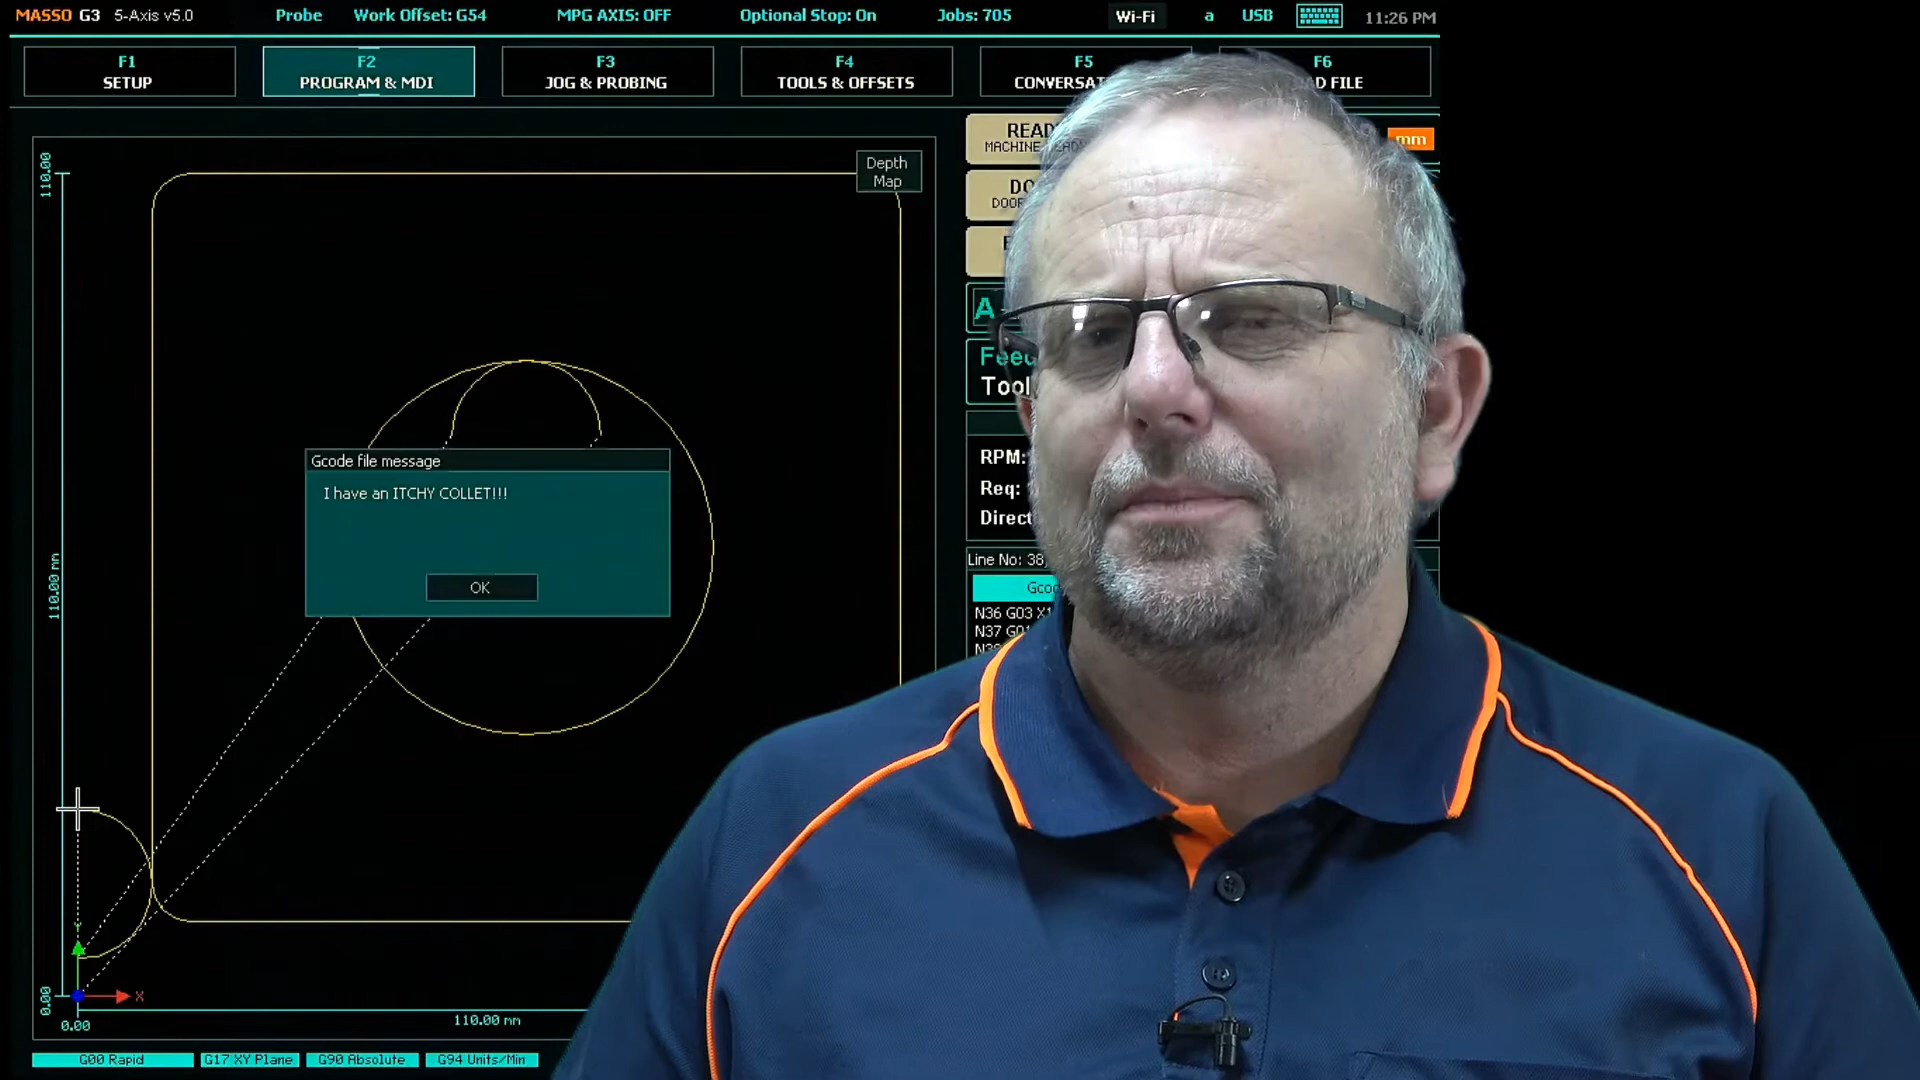 MASSO G3 5-Axis v5.0 Probe Work Offset: G54 MPG AXIS: OFF Optional Stop: On Jobs: 705 Wi-Fi a USB 11:26 PM
F1 SETUP
F2 PROGRAM & MDI
F3 JOG & PROBING
F4 TOOLS & OFFSETS
F5
F6 FILE
mm
Depth
Map
110.00
MACHINE
Tool
RPM:
Req:
Line No: 38
N36 G03
N37
Gcode file message
I have an ITCHY COLLET!!!
OK
110.00 mm
X
0.00
0.00
110.00 mm
G00 Rapid G17 XY Plane G90 Absolute G94 Units/Min